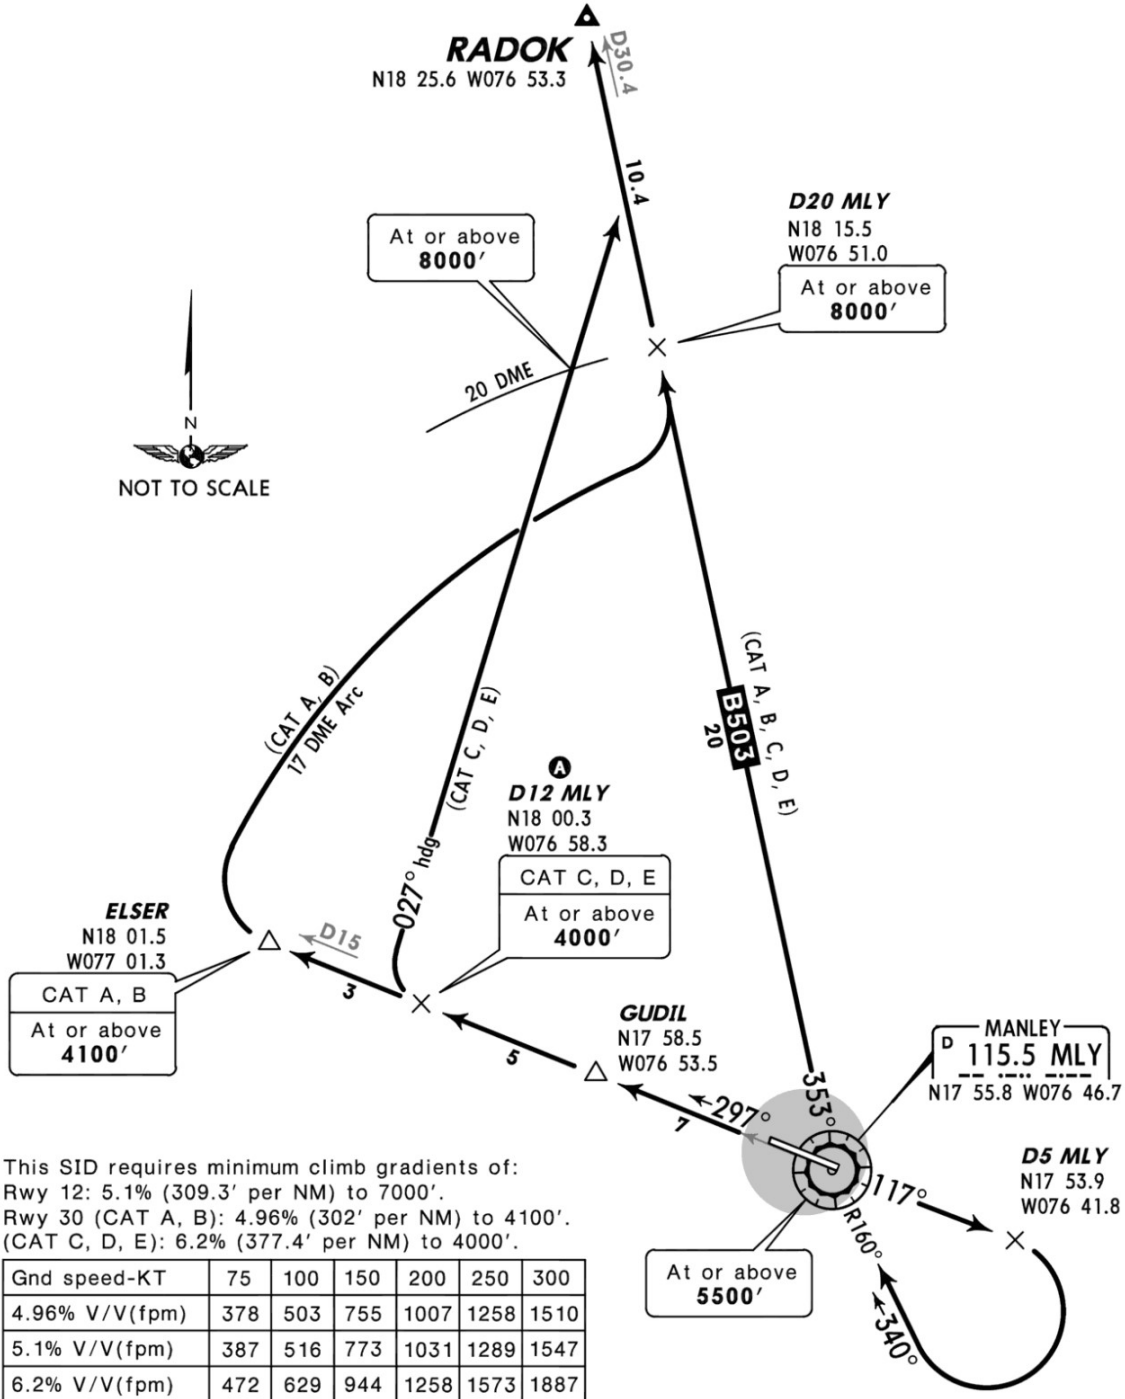 RADOK
N18 25.6 W076 53.3
D30.4
10.4
D20 MLY
N18 15.5
W076 51.0
At or above
8000′
At or above
8000′
20 DME
N
NOT TO SCALE
(CAT A, B)
17 DME Arc
(CAT C, D, E)
027° hdg
(CAT A, B, C, D, E)
B503
20
A
D12 MLY
N18 00.3
W076 58.3
CAT C, D, E
At or above
4000′
ELSER
N18 01.5
W077 01.3
CAT A, B
At or above
4100′
D15
3
5
GUDIL
N17 58.5
W076 53.5
7
297°
353°
MANLEY
D 115.5 MLY
N17 55.8 W076 46.7
D5 MLY
N17 53.9
W076 41.8
117°
R160°
340°
At or above
5500′
This SID requires minimum climb gradients of:
Rwy 12: 5.1% (309.3′ per NM) to 7000′.
Rwy 30 (CAT A, B): 4.96% (302′ per NM) to 4100′.
(CAT C, D, E): 6.2% (377.4′ per NM) to 4000′.
Gnd speed-KT 75 100 150 200 250 300
4.96% V/V(fpm) 378 503 755 1007 1258 1510
5.1% V/V(fpm) 387 516 773 1031 1289 1547
6.2% V/V(fpm) 472 629 944 1258 1573 1887